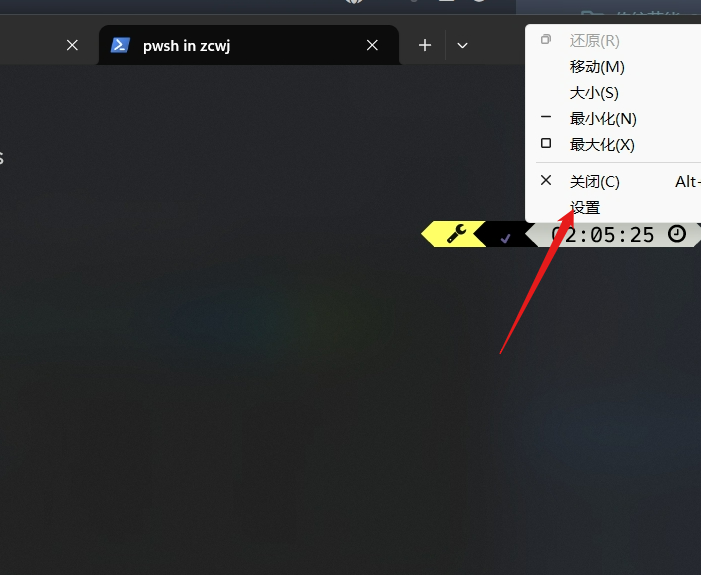 pwsh in zcwj
还原(R)
移动(M)
大小(S)
最小化(N)
最大化(X)
关闭(C) Alt-
设置
s
02:05:25